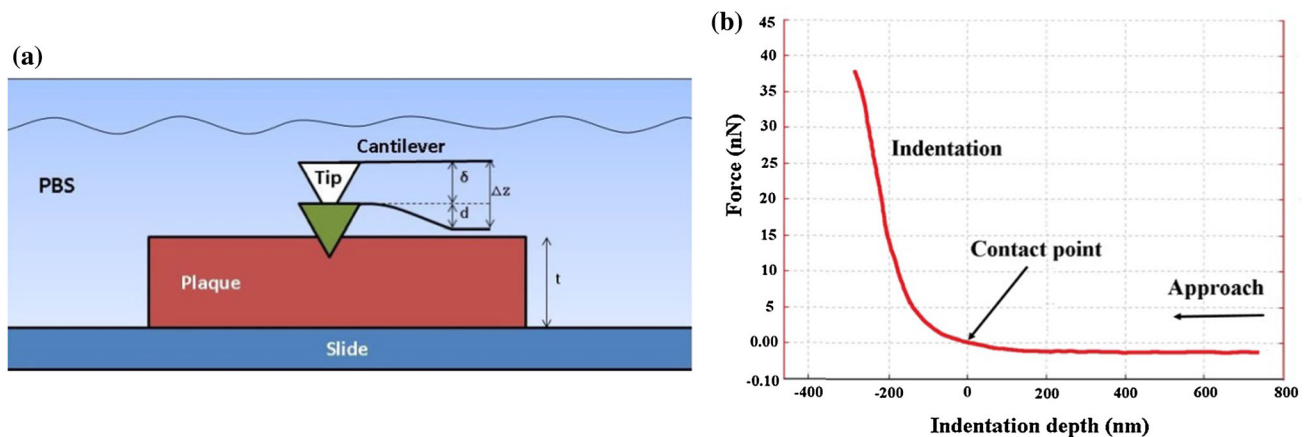 (a)
Cantilever
Tip
δ
Δz
d
PBS
Plaque
t
Slide
(b)
45
40
35
30
25
20
15
10
5
0.00
-0.10
Force (nN)
Indentation
Contact point
Approach
-400 -200 0 200 400 600 800
Indentation depth (nm)